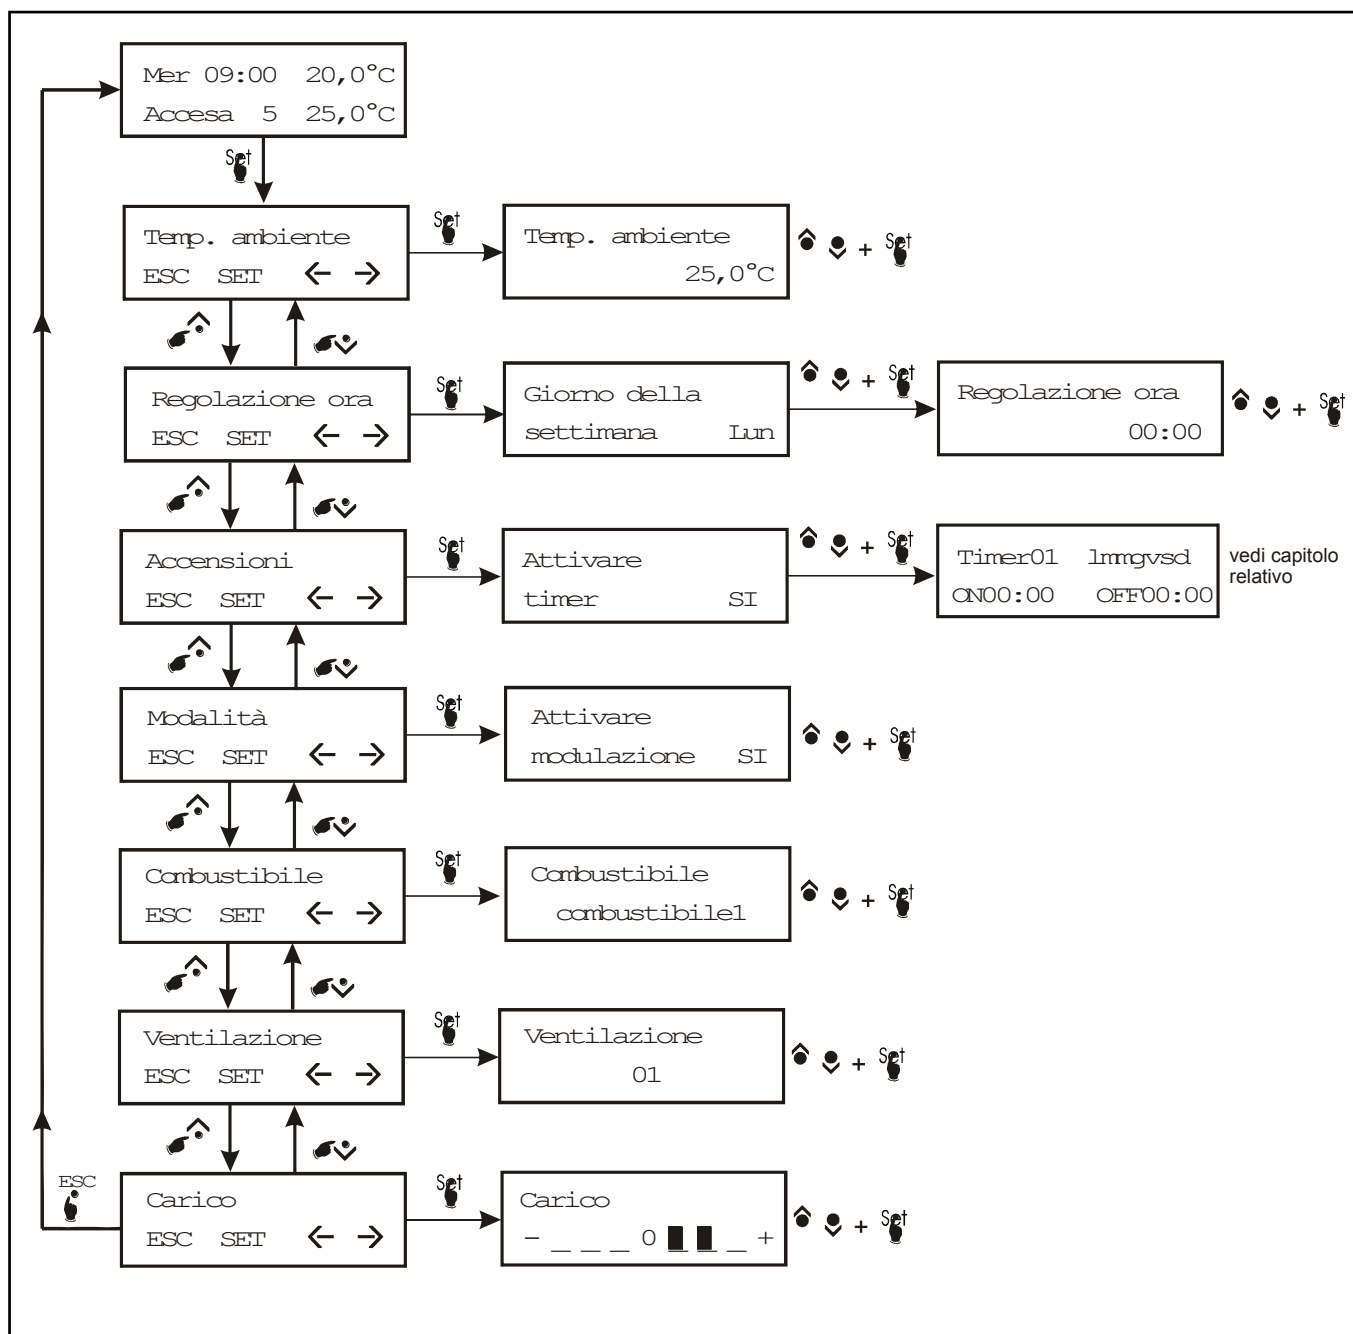 Mer 09:00 20,0°C
Accesa 5 25,0°C
Set
Temp. ambiente
ESC SET ← →
Set
Temp. ambiente
25,0°C
+ Set
Regolazione ora
ESC SET ← →
Set
Giorno della
settimana Lun
+ Set
Regolazione ora
00:00
+ Set
Accensioni
ESC SET ← →
Set
Attivare
timer SI
+ Set
Timer01 lmmgvsd
ON00:00 OFF00:00
vedi capitolo
relativo
Modalità
ESC SET ← →
Set
Attivare
modulazione SI
+ Set
Combustibile
ESC SET ← →
Set
Combustibile
combustibile1
+ Set
Ventilazione
ESC SET ← →
Set
Ventilazione
01
+ Set
ESC
Carico
ESC SET ← →
Set
Carico
- _ _ _ 0 █ █ _ +
+ Set